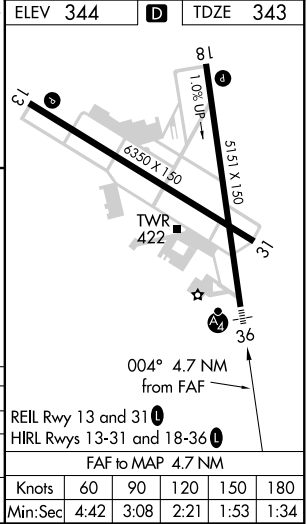 ELEV 344 D TDZE 343
18
P
13
P
1.0% UP
6350 X 150
5151 X 150
TWR
422
31
A4
36
004° 4.7 NM
from FAF
REIL Rwy 13 and 31 L
HIRL Rwys 13-31 and 18-36 L
FAF to MAP 4.7 NM
Knots 60 90 120 150 180
Min:Sec 4:42 3:08 2:21 1:53 1:34